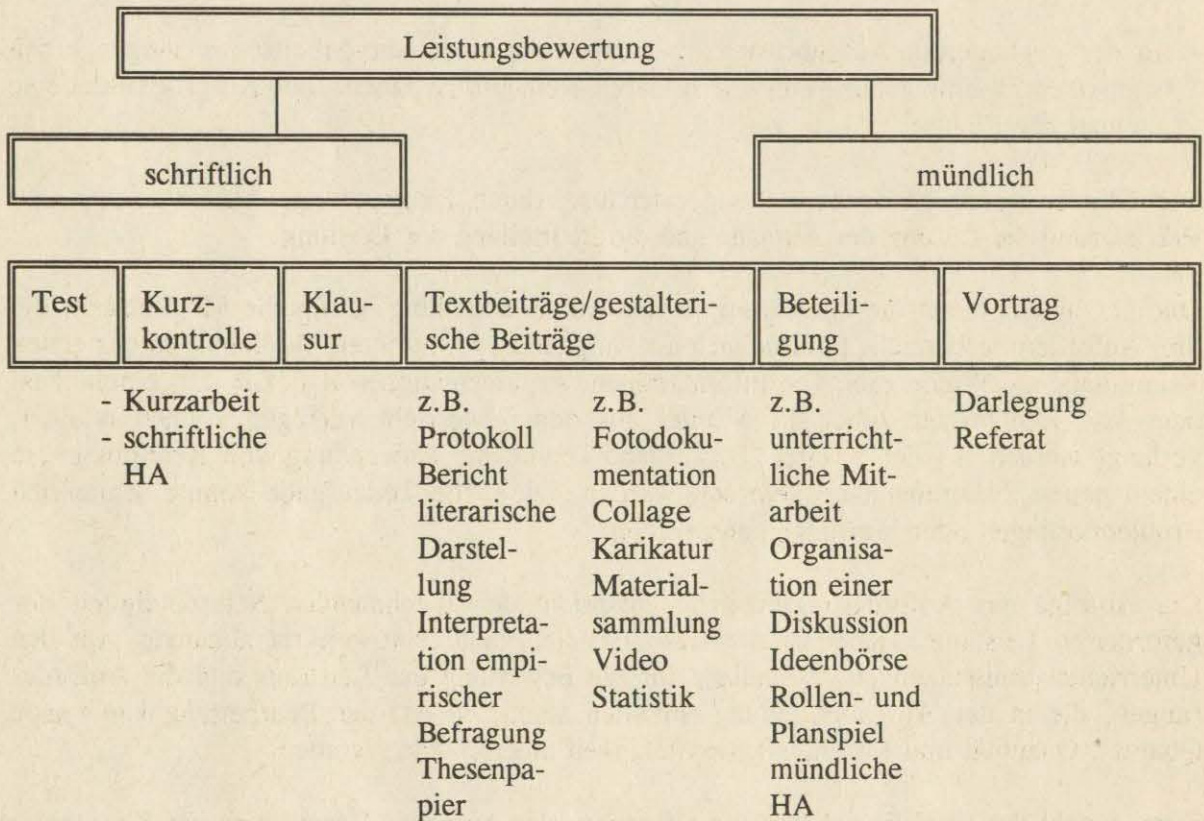 Leistungsbewertung
schriftlich
mündlich
Test
Kurz-
kontrolle
Klau-
sur
Textbeiträge/gestalteri-
sche Beiträge
Beteili-
gung
Vortrag
- Kurzarbeit
- schriftliche
HA
z.B.
Protokoll
Bericht
literarische
Darstel-
lung
Interpreta-
tion empi-
rischer
Befragung
Thesenpa-
pier
z.B.
Fotodoku-
mentation
Collage
Karikatur
Material-
sammlung
Video
Statistik
z.B.
unterricht-
liche Mit-
arbeit
Organisa-
tion einer
Diskussion
Ideenbörse
Rollen- und
Planspiel
mündliche
HA
Darlegung
Referat